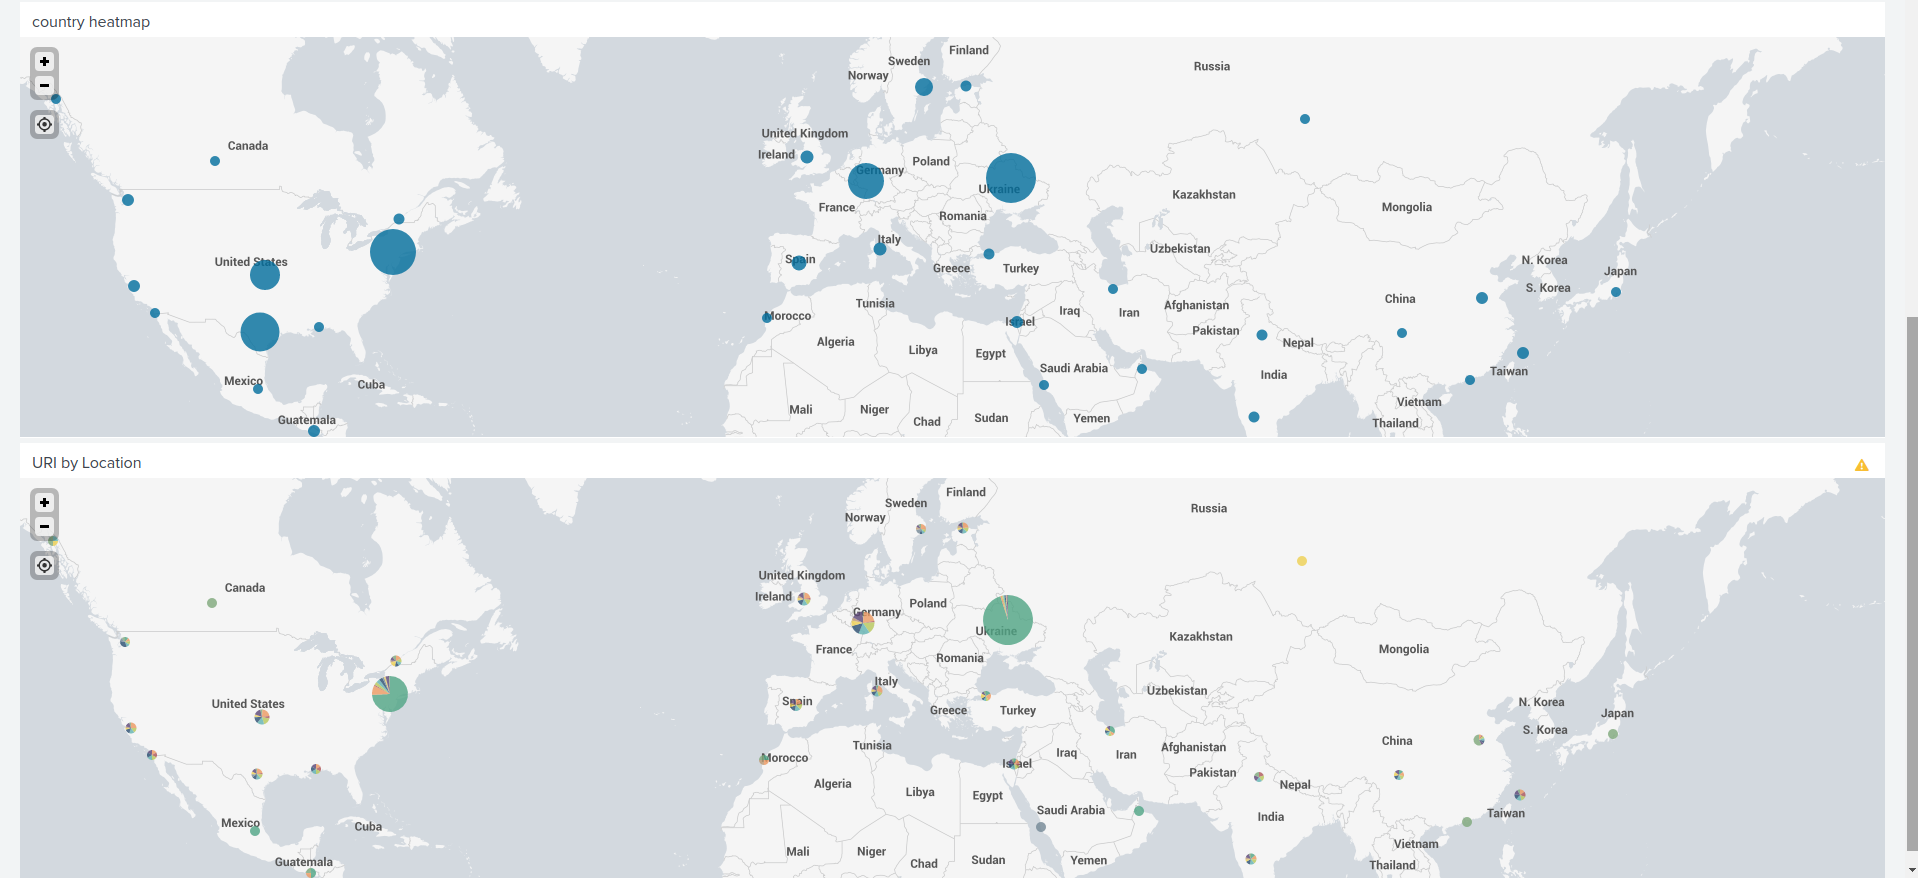 country heatmap
+
−
Finland
Sweden
Russia
Norway
United Kingdom
Canada
Ireland
Poland
Germany
Ukraine
Kazakhstan
France
Mongolia
Romania
Italy
Uzbekistan
United States
Spain
N. Korea
Greece
Turkey
Japan
S. Korea
China
Tunisia
Afghanistan
Iraq
Iran
Morocco
Israel
Pakistan
Algeria
Nepal
Libya
Egypt
Saudi Arabia
Taiwan
India
Mexico
Cuba
Vietnam
Mali
Niger
Sudan
Yemen
Guatemala
Chad
Thailand
URI by Location
+
−
Finland
Sweden
Russia
Norway
United Kingdom
Canada
Ireland
Poland
Germany
Ukraine
Kazakhstan
France
Mongolia
Romania
Italy
Uzbekistan
United States
Spain
N. Korea
Greece
Turkey
Japan
S. Korea
China
Tunisia
Afghanistan
Iraq
Iran
Morocco
Israel
Pakistan
Algeria
Nepal
Libya
Egypt
Saudi Arabia
Taiwan
India
Mexico
Cuba
Vietnam
Mali
Niger
Sudan
Yemen
Guatemala
Chad
Thailand